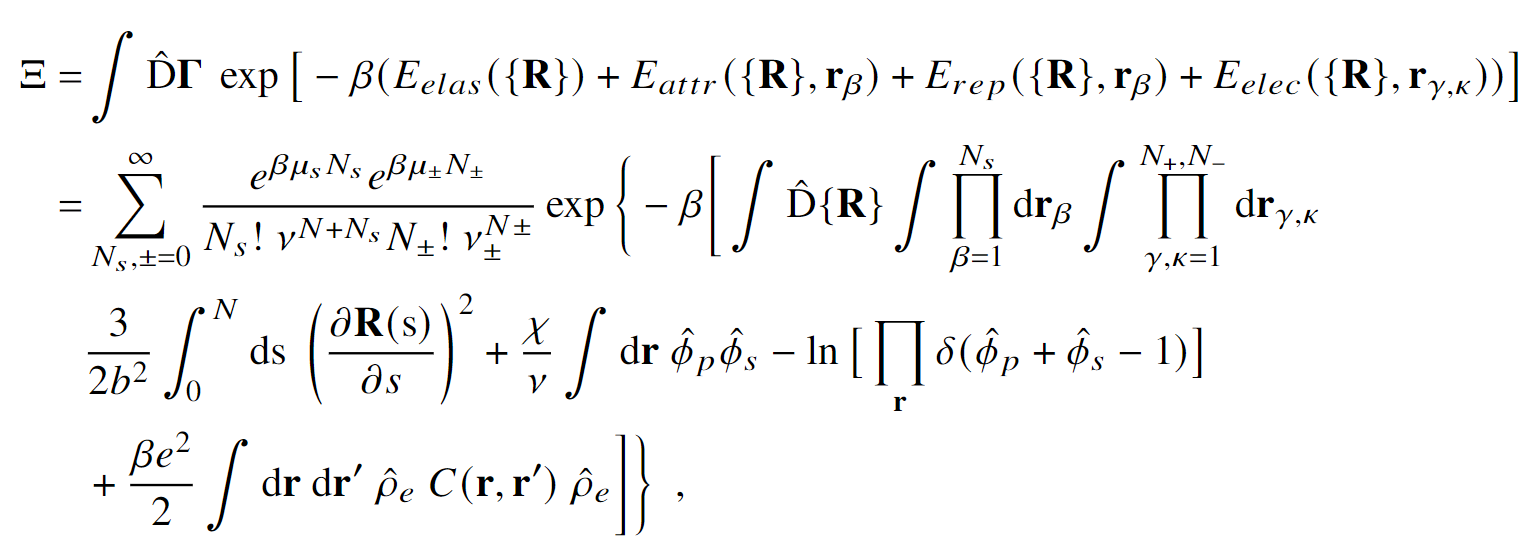 Ξ = ∫ D̂Γ exp [ − β(E_{elas}({R}) + E_{attr}({R}, r_β) + E_{rep}({R}, r_β) + E_{elec}({R}, r_{γ,κ}))]
= ∑_{N_s,±=0}^{∞} \frac{e^{βμ_s N_s} e^{βμ_± N_±}}{N_s! ν^{N+N_s} N_±! ν_±^{N_±}} exp { − β[ ∫ D̂{R} ∫ ∏_{β=1}^{N_s} dr_β ∫ ∏_{γ,κ=1}^{N_+,N_−} dr_{γ,κ}
\frac{3}{2b^2} ∫_0^N ds (\frac{∂R(s)}{∂s})^2 + \frac{χ}{ν} ∫ dr φ̂_p φ̂_s − ln [ ∏_r δ(φ̂_p + φ̂_s − 1)]
+ \frac{βe^2}{2} ∫ dr dr′ ρ̂_e C(r, r′) ρ̂_e ] } ,